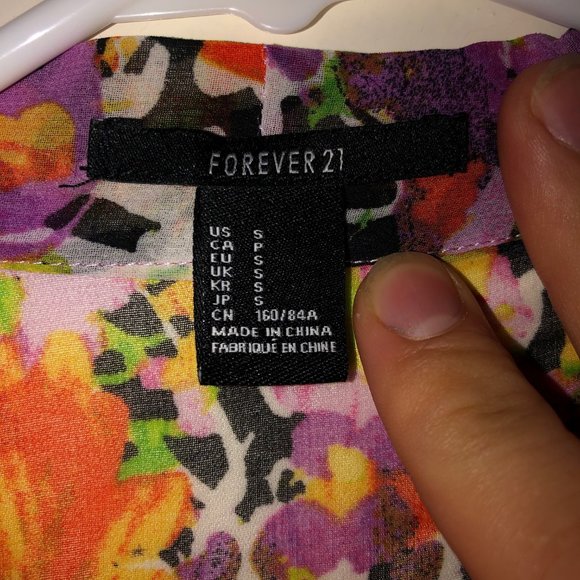 FOREVER 21
US S
CA P
EU S
UK S
KR S
JP S
CN 160/84A
MADE IN CHINA
FABRIQUÉ EN CHINE